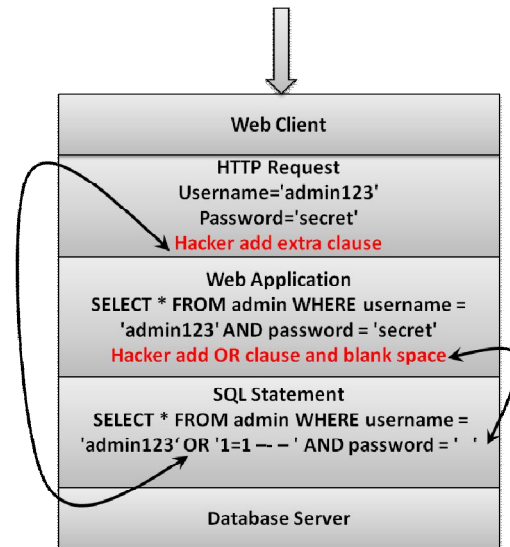 Web Client
HTTP Request
Username='admin123'
Password='secret'
Hacker add extra clause
Web Application
SELECT * FROM admin WHERE username =
'admin123' AND password = 'secret'
Hacker add OR clause and blank space
SQL Statement
SELECT * FROM admin WHERE username =
'admin123' OR '1=1 –- – ' AND password = '  '
Database Server